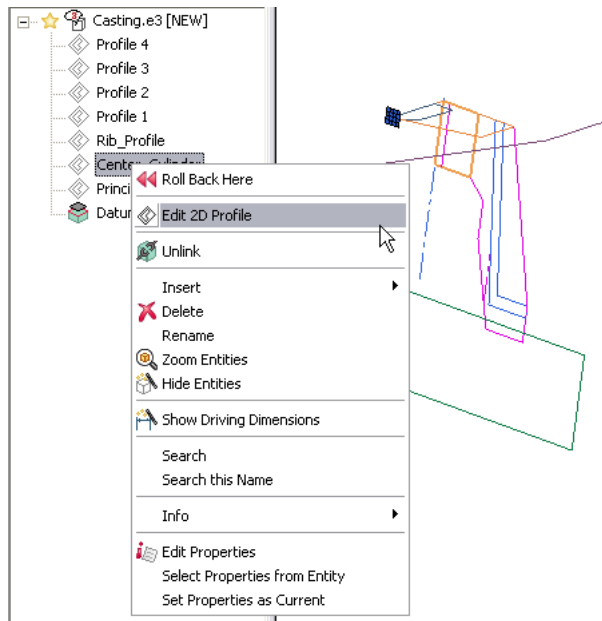 Casting.e3 [NEW]
Profile 4
Profile 3
Profile 2
Profile 1
Rib_Profile
Center_Cylinder
Roll Back Here
Edit 2D Profile
Unlink
Insert
Delete
Rename
Zoom Entities
Hide Entities
Show Driving Dimensions
Search
Search this Name
Info
Edit Properties
Select Properties from Entity
Set Properties as Current